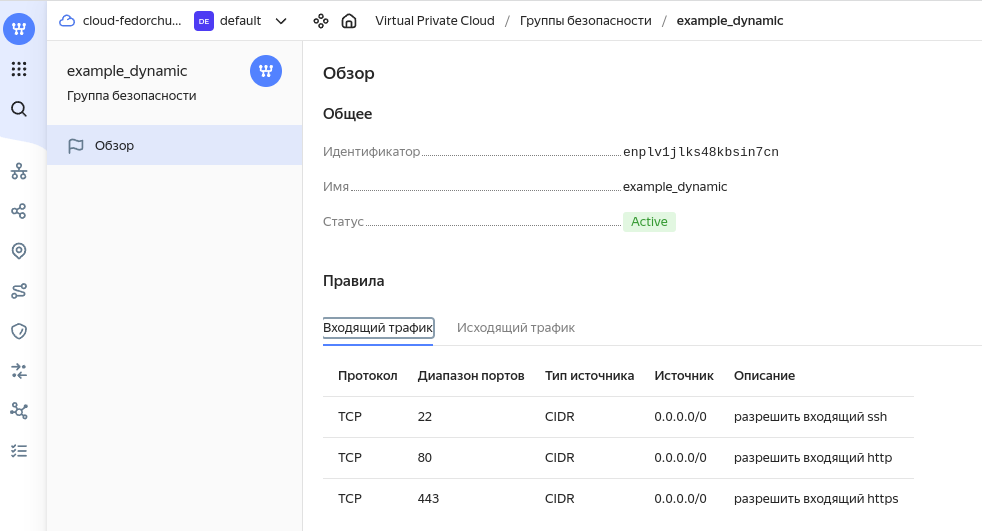 cloud-fedorchu... DE default Virtual Private Cloud / Группы безопасности / example_dynamic
example_dynamic
Группа безопасности
Обзор
Обзор
Общее
Идентификатор enplv1jlks48kbsin7cn
Имя example_dynamic
Статус Active
Правила
Входящий трафик Исходящий трафик
Протокол Диапазон портов Тип источника Источник Описание
TCP 22 CIDR 0.0.0.0/0 разрешить входящий ssh
TCP 80 CIDR 0.0.0.0/0 разрешить входящий http
TCP 443 CIDR 0.0.0.0/0 разрешить входящий https